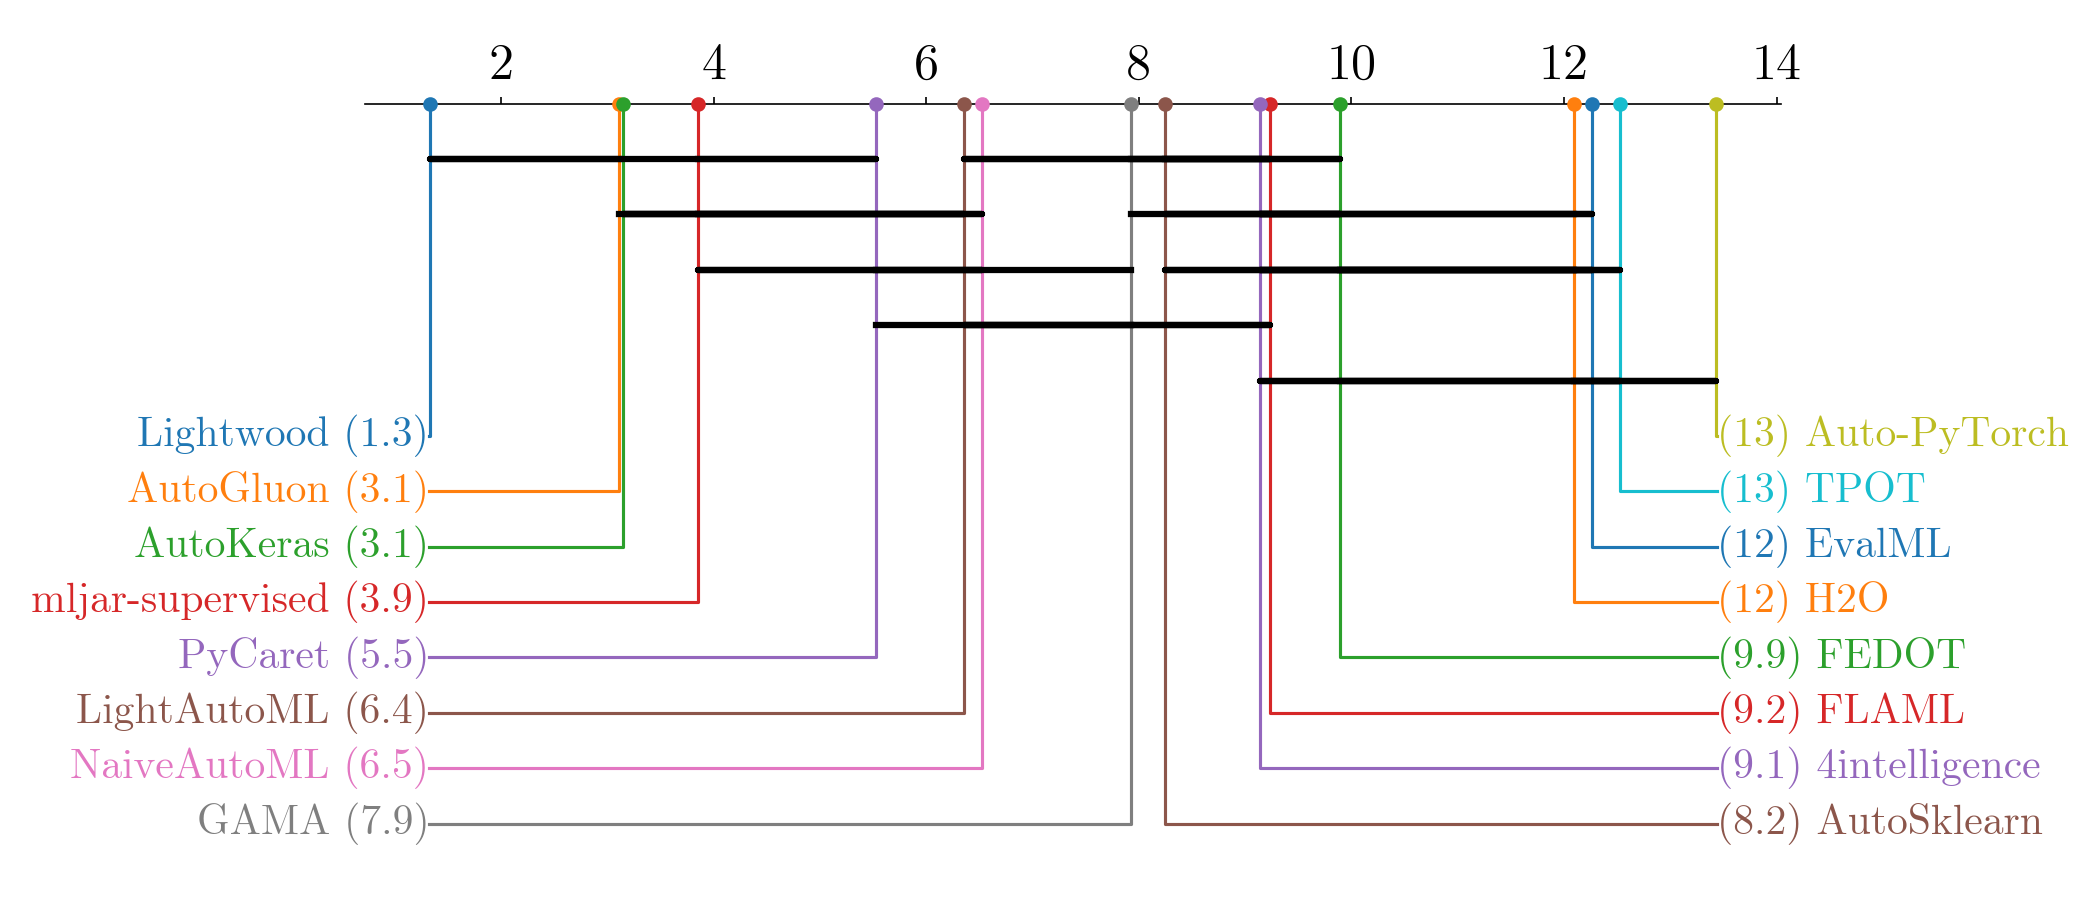 2 4 6 8 10 12 14
Lightwood (1.3)
AutoGluon (3.1)
AutoKeras (3.1)
mljar-supervised (3.9)
PyCaret (5.5)
LightAutoML (6.4)
NaiveAutoML (6.5)
GAMA (7.9)
(13) Auto-PyTorch
(13) TPOT
(12) EvalML
(12) H2O
(9.9) FEDOT
(9.2) FLAML
(9.1) 4intelligence
(8.2) AutoSklearn